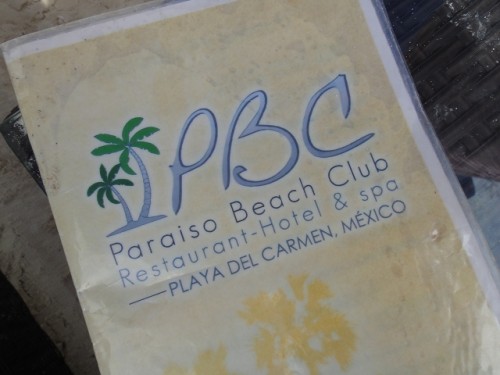 PBC
Paraiso Beach Club
Restaurant-Hotel & spa
PLAYA DEL CARMEN, MÉXICO